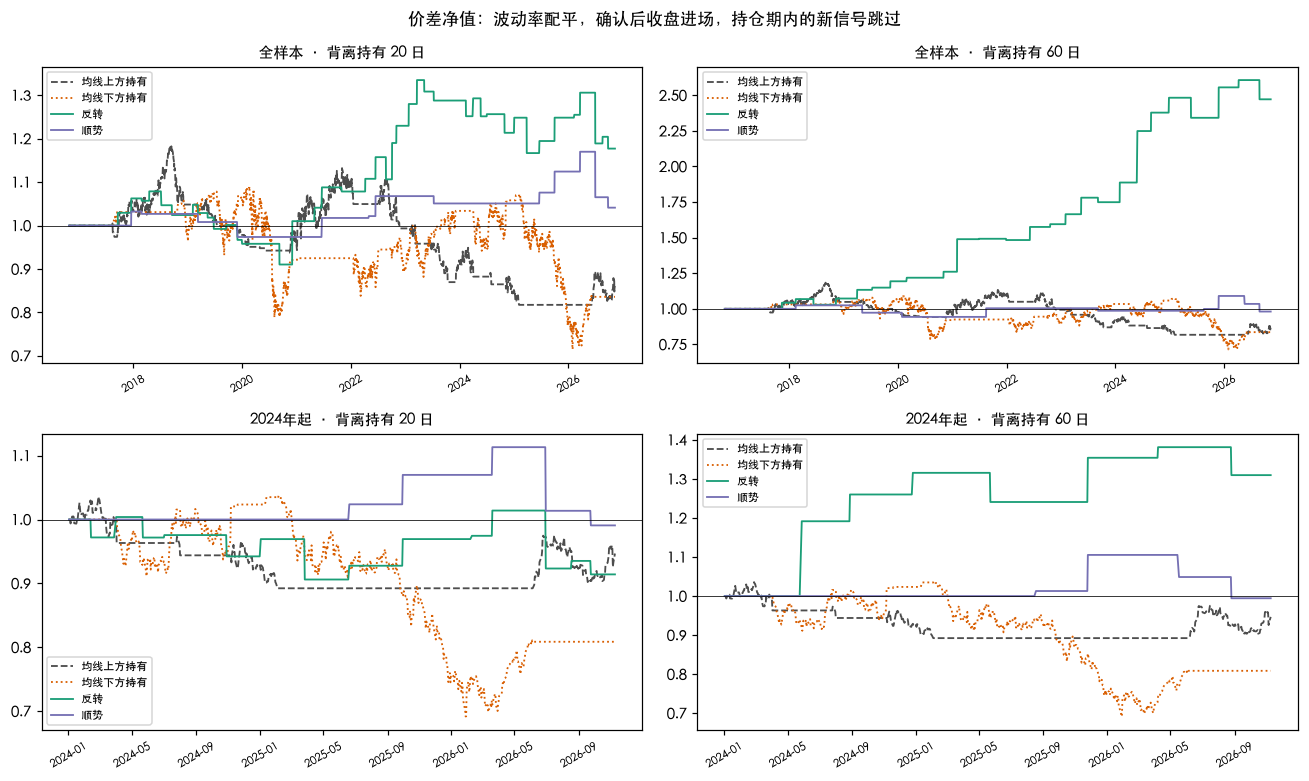 价差净值：波动率配平，确认后收盘进场，持仓期内的新信号跳过
全样本 · 背离持有 20 日
均线上方持有
均线下方持有
反转
顺势
1.3
1.2
1.1
1.0
0.9
0.8
0.7
2018
2020
2022
2024
2026
全样本 · 背离持有 60 日
均线上方持有
均线下方持有
反转
顺势
2.50
2.25
2.00
1.75
1.50
1.25
1.00
0.75
2018
2020
2022
2024
2026
2024年起 · 背离持有 20 日
1.1
1.0
0.9
0.8
0.7
均线上方持有
均线下方持有
反转
顺势
2024-01
2024-05
2024-09
2025-01
2025-05
2025-09
2026-01
2026-05
2026-09
2024年起 · 背离持有 60 日
均线上方持有
均线下方持有
反转
顺势
1.4
1.3
1.2
1.1
1.0
0.9
0.8
0.7
2024-01
2024-05
2024-09
2025-01
2025-05
2025-09
2026-01
2026-05
2026-09